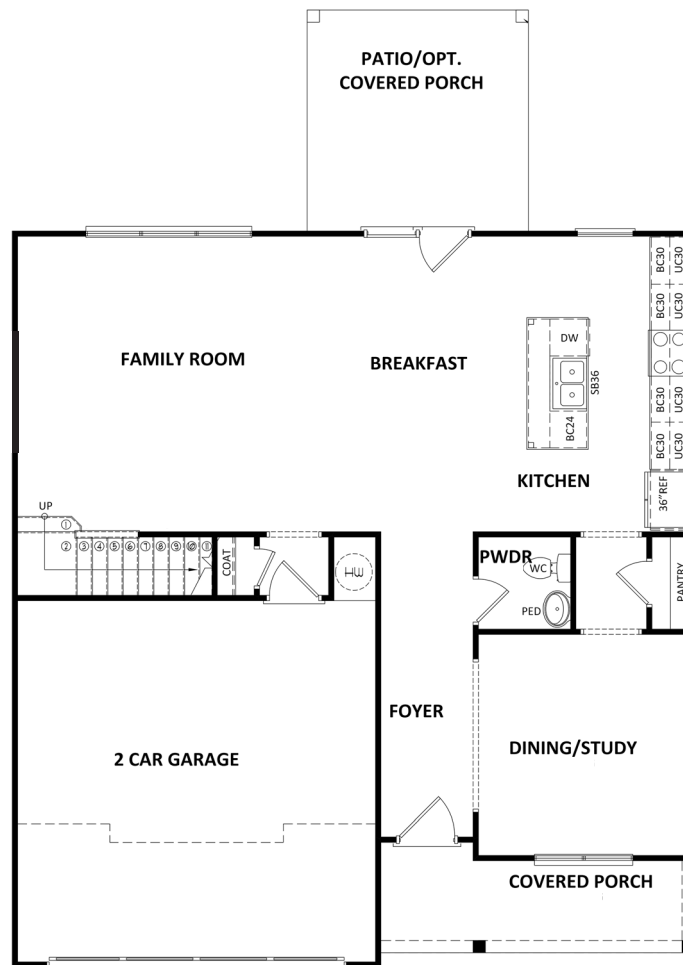 PATIO/OPT.
COVERED PORCH
BC30 UC30
BC30 UC30
DW
FAMILY ROOM
BREAKFAST
SB36
BC30 UC30
BC24
BC30 UC30
KITCHEN
36"REF
UP
① ② ③ ④ ⑤ ⑥ ⑦ ⑧ ⑨ ⑩ ⑪
COAT
HW
PWDR
WC
PANTRY
PED
FOYER
DINING/STUDY
2 CAR GARAGE
COVERED PORCH